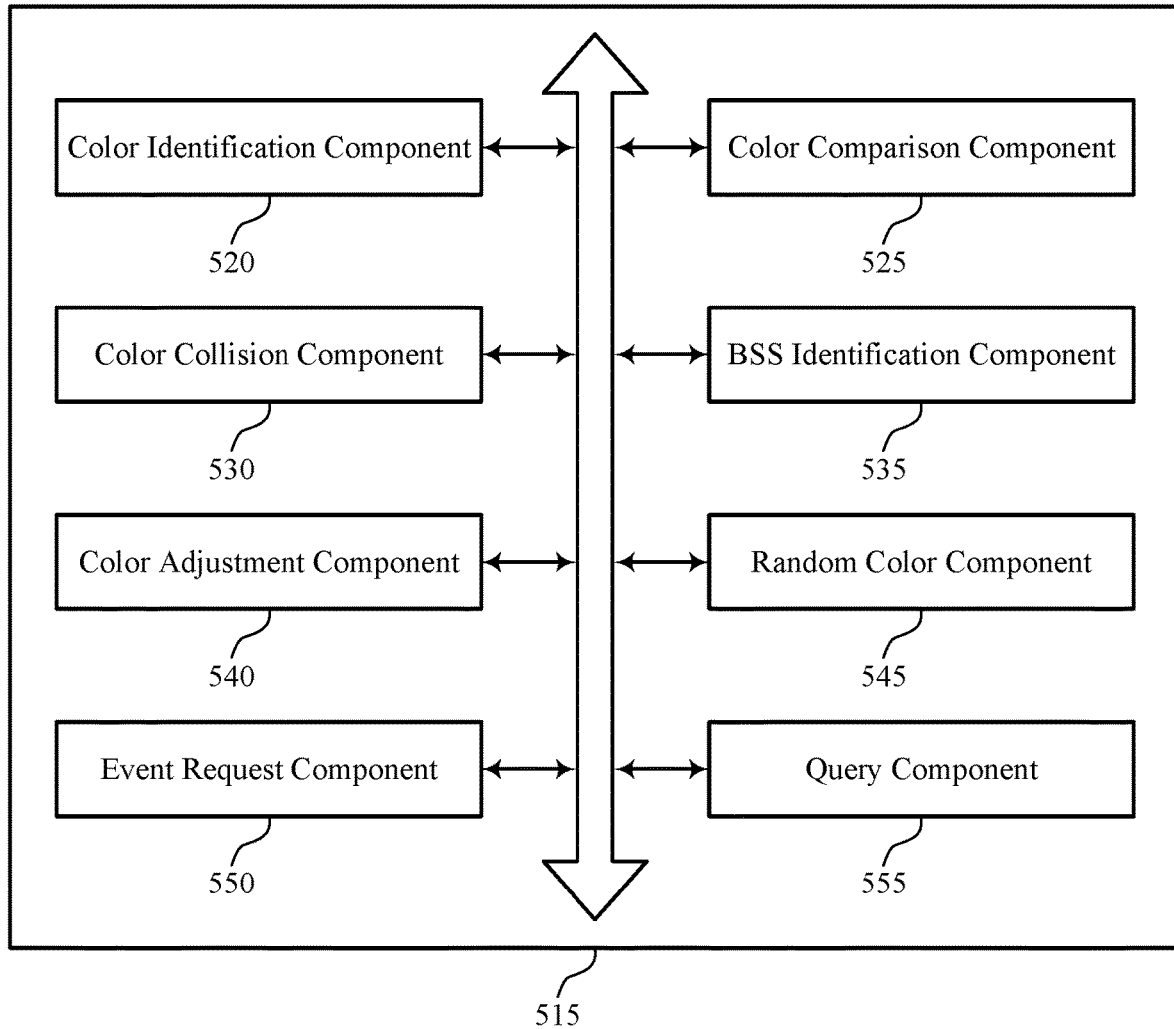 Color Identification Component
520
Color Comparison Component
525
Color Collision Component
530
BSS Identification Component
535
Color Adjustment Component
540
Random Color Component
545
Event Request Component
550
Query Component
555
515